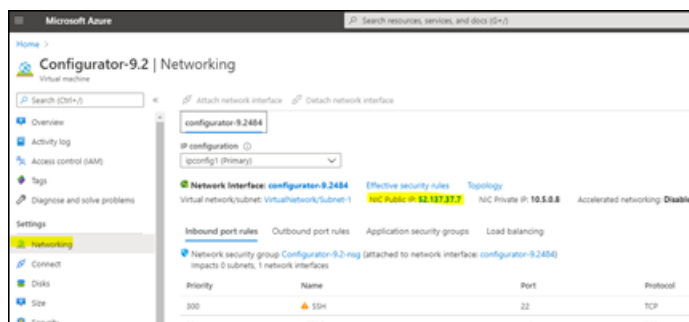 Microsoft Azure
Search resources, services, and docs (G+/)
Home >
Configurator-9.2 | Networking
Virtual machine
Search (Ctrl+/)
«
Attach network interface
Detach network interface
Overview
Activity log
Access control (IAM)
Tags
Diagnose and solve problems
Settings
Networking
Connect
Disks
Size
Security
configurator-9.2484
IP configuration
ipconfig1 (Primary)
Network Interface: configurator-9.2484 Effective security rules Topology
Virtual network/subnet: VirtualNetwork/Subnet-1 NIC Public IP: 52.137.37.7 NIC Private IP: 10.5.0.8 Accelerated networking: Disable
Inbound port rules Outbound port rules Application security groups Load balancing
Network security group Configurator-9.2-nsg (attached to network interface: configurator-9.2484)
Impacts 0 subnets, 1 network interfaces
Priority Name Port Protocol
300 SSH 22 TCP